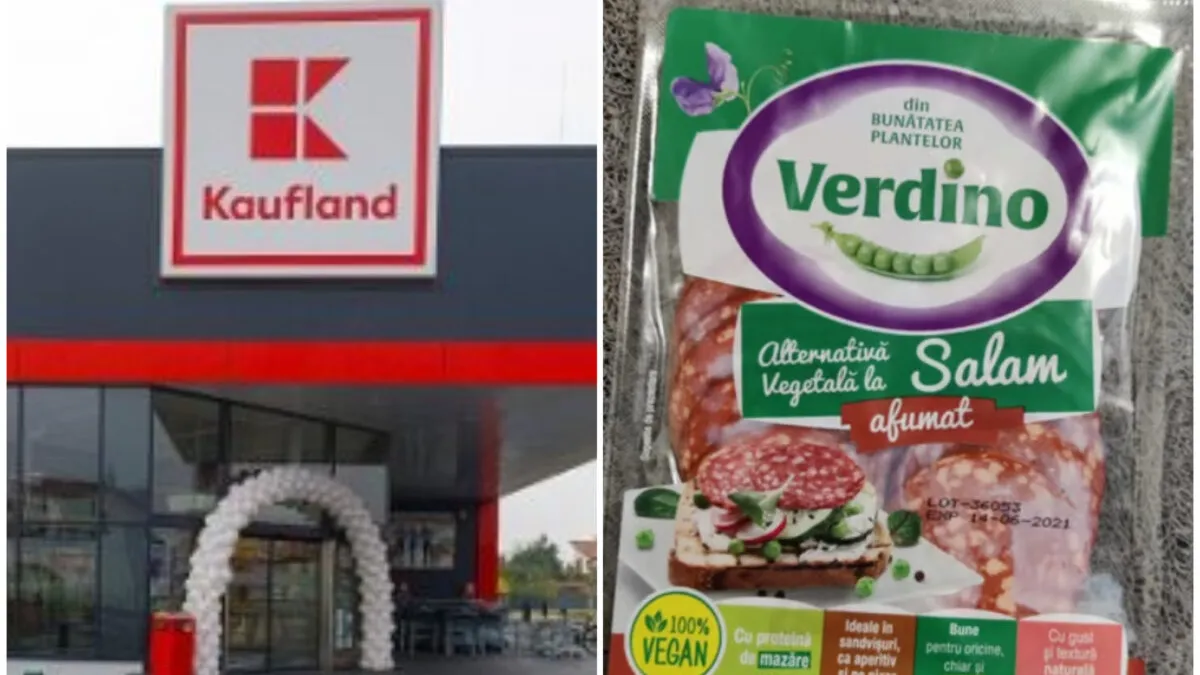 Kaufland
din
BUNĂTATEA
PLANTELOR
Verdino
Alternativă
Vegetală la
Salam
afumat
LOT-36053
EXP 14-06-2021
100%
VEGAN
Cu proteină
de mazăre
Ideale în
sandvișuri,
ca aperitiv
Bune
pentru oricine,
chiar și
Cu gust
și textură
naturală